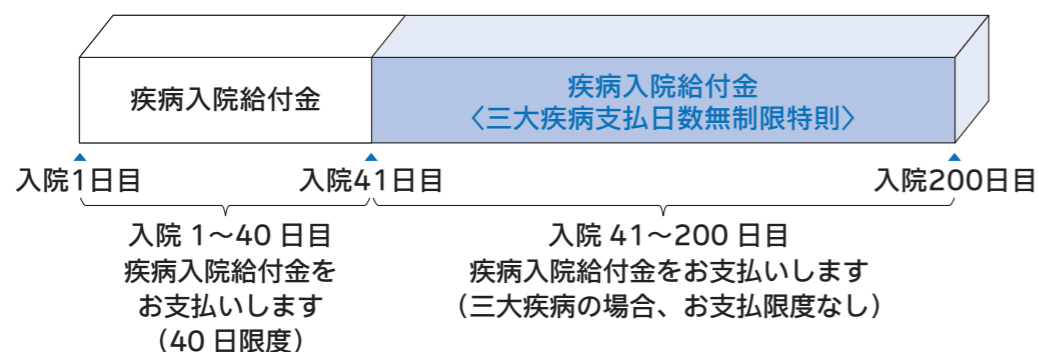 疾病入院給付金
疾病入院給付金
〈三大疾病支払日数無制限特則〉
入院1日目
入院41日目
入院200日目
入院 1〜40 日目
疾病入院給付金を
お支払いします
（40 日限度）
入院 41〜200 日目
疾病入院給付金をお支払いします
（三大疾病の場合、お支払限度なし）